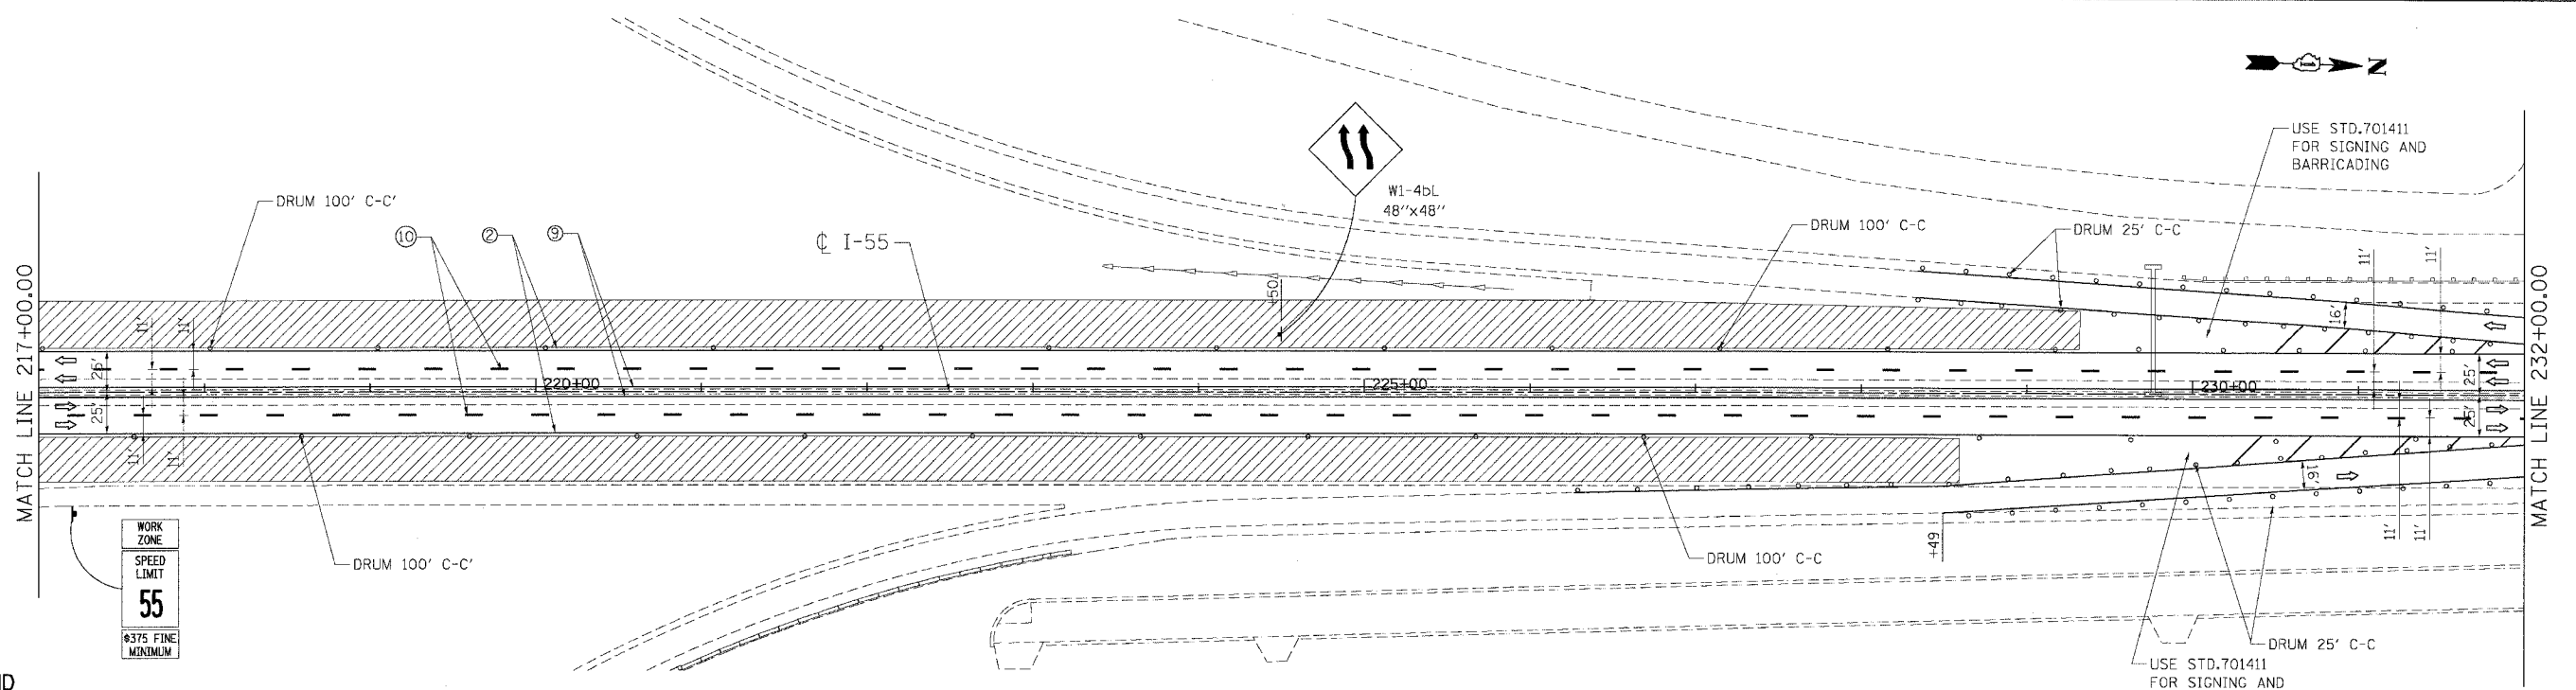 N
USE STD.701411
FOR SIGNING AND
BARRICADING
W1-4bL
48"x48"
DRUM 100' C-C'
10
2
9
℄ I-55
DRUM 100' C-C
DRUM 25' C-C
11'
11'
+50
16'
MATCH LINE 217+00.00
11'
11'
25'
220+00
225+00
230+00
25'
25'
25'
MATCH LINE 232+00.00
11'
11'
16'
11'
11'
+49
WORK
ZONE
SPEED
LIMIT
55
$375 FINE
MINIMUM
DRUM 100' C-C'
DRUM 100' C-C
DRUM 25' C-C
USE STD.701411
FOR SIGNING AND